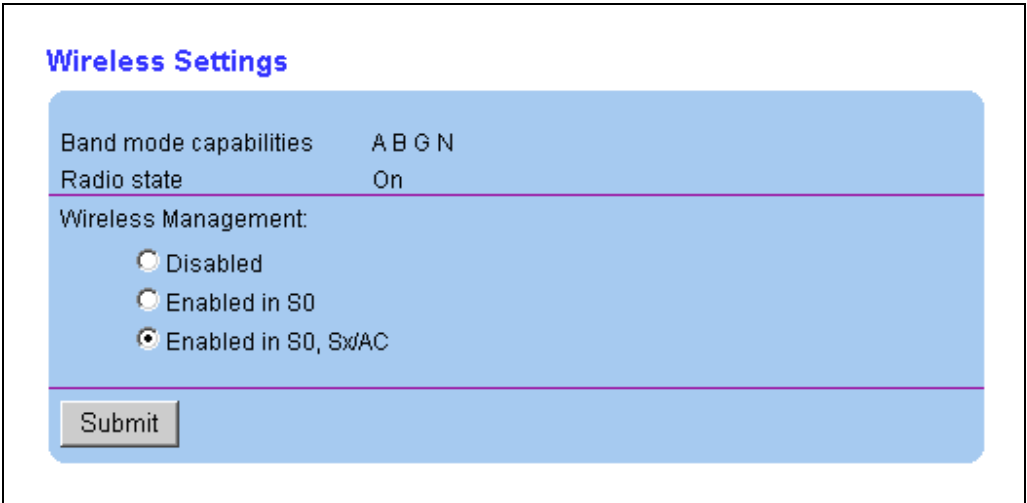 Wireless Settings
Band mode capabilities A B G N
Radio state On
Wireless Management:
Disabled
Enabled in S0
Enabled in S0, Sx/AC
Submit